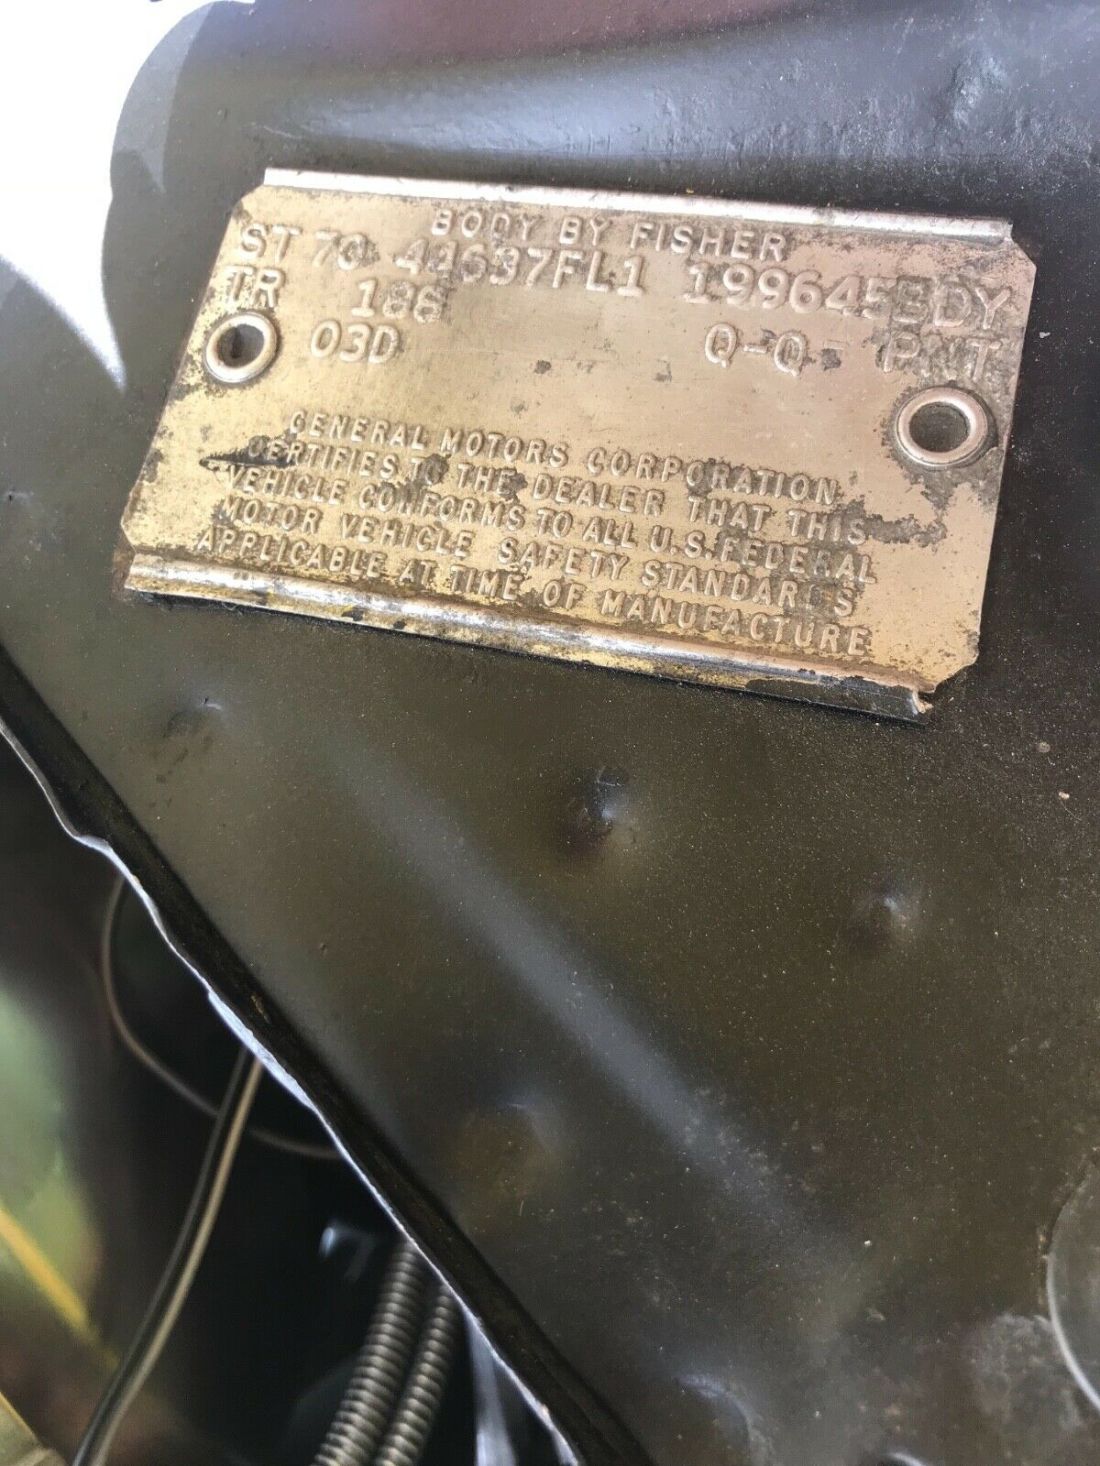 BODY BY FISHER
ST 70 44637FL1 199645BDY
TR 186 Q-Q- PNT.
03D
GENERAL MOTORS CORPORATION
CERTIFIES TO THE DEALER THAT THIS
VEHICLE CONFORMS TO ALL U.S. FEDERAL
MOTOR VEHICLE SAFETY STANDARDS
APPLICABLE AT TIME OF MANUFACTURE